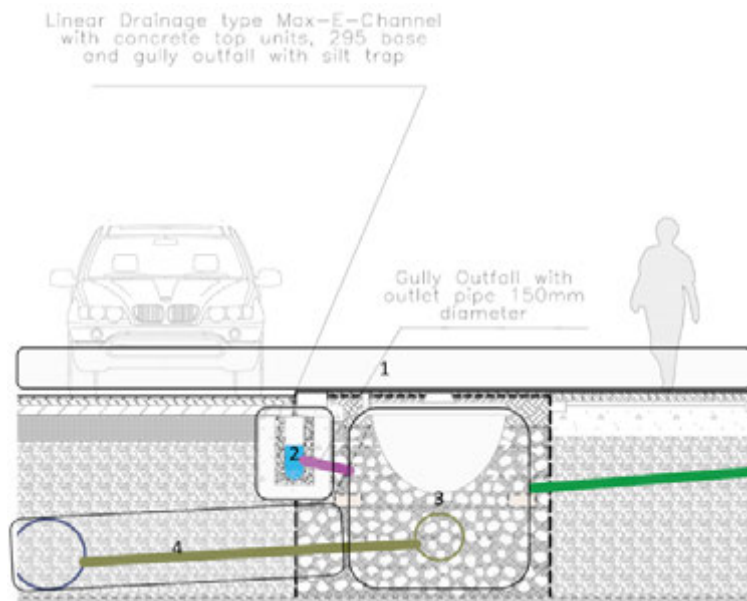 Linear Drainage type Max-E-Channel
with concrete top units, 295 base
and gully outfall with silt trap
Gully Outfall with
outlet pipe 150mm
diameter
1
2
3
4